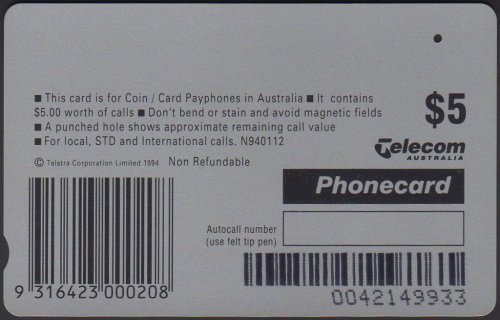 ■ This card is for Coin / Card Payphones in Australia ■ It contains
$5.00 worth of calls ■ Don't bend or stain and avoid magnetic fields
■ A punched hole shows approximate remaining call value
■ For local, STD and International calls. N940112
© Telstra Corporation Limited 1994 Non Refundable
$5
Telecom
AUSTRALIA
Phonecard
Autocall number
(use felt tip pen)
9 316423 000208
0042149933